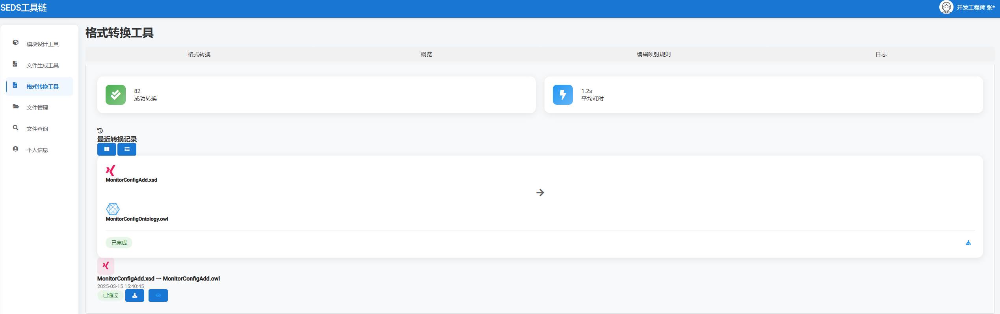 SEDS工具链
开发工程师 张*
模块设计工具
文件生成工具
格式转换工具
文件管理
文件查询
个人信息
格式转换工具
格式转换
概览
编辑映射规则
日志
82
成功转换
1.2s
平均耗时
最近转换记录
MonitorConfigAdd.xsd
MonitorConfigOntology.owl
已完成
MonitorConfigAdd.xsd → MonitorConfigAdd.owl
2025-03-15 15:40:45
已通过